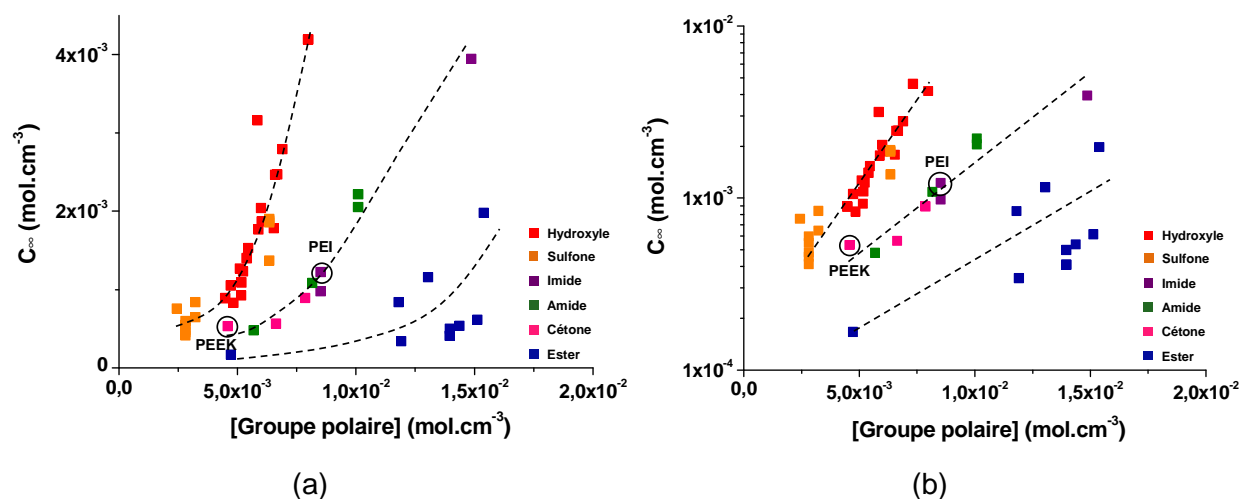 4x10⁻³
2x10⁻³
0
C∞ (mol.cm⁻³)
PEI
PEEK
Hydroxyle
Sulfone
Imide
Amide
Cétone
Ester
0,0 5,0x10⁻³ 1,0x10⁻² 1,5x10⁻² 2,0x10⁻²
[Groupe polaire] (mol.cm⁻³)
(a)
1x10⁻²
1x10⁻³
1x10⁻⁴
C∞ (mol.cm⁻³)
PEI
PEEK
Hydroxyle
Sulfone
Imide
Amide
Cétone
Ester
0,0 5,0x10⁻³ 1,0x10⁻² 1,5x10⁻² 2,0x10⁻²
[Groupe polaire] (mol.cm⁻³)
(b)